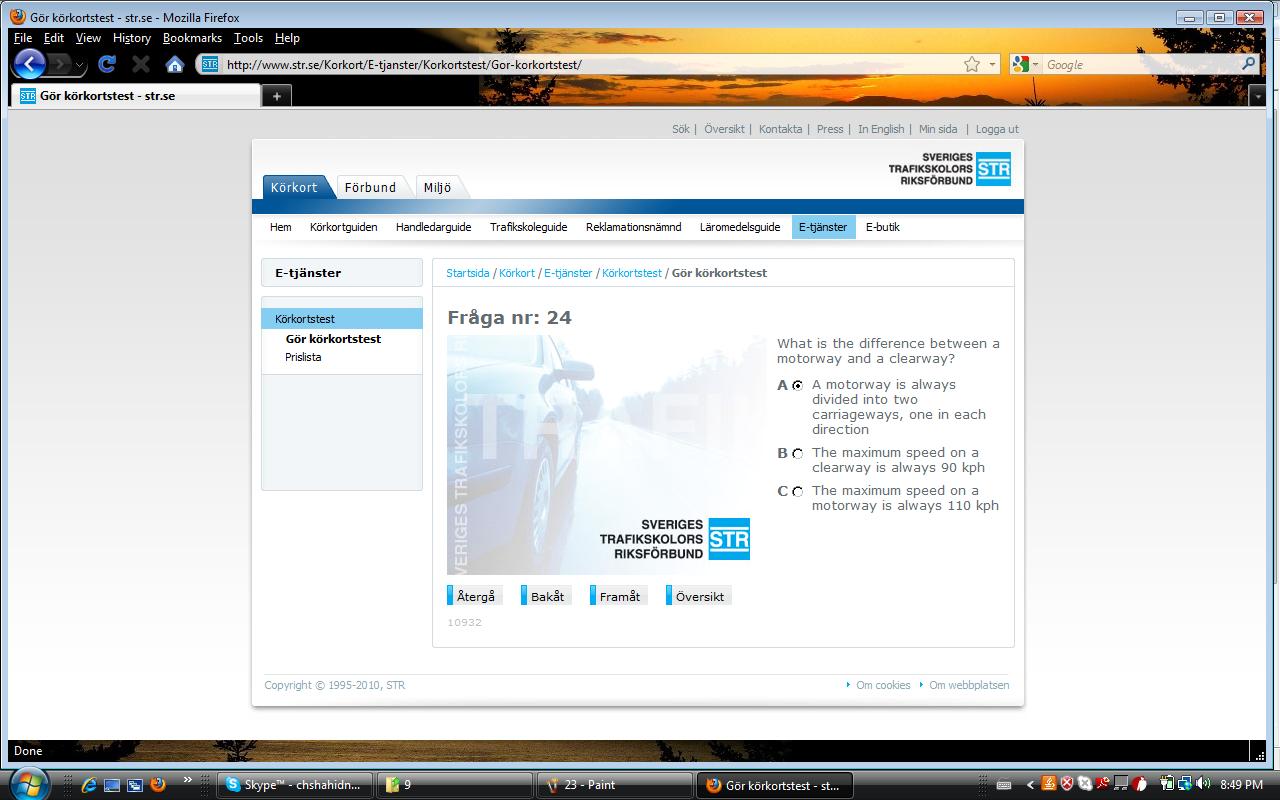 Gör körkortstest - str.se - Mozilla Firefox
File Edit View History Bookmarks Tools Help
STR http://www.str.se/Korkort/E-tjanster/Korkortstest/Gor-korkortstest/
Google
STR Gör körkortstest - str.se
+
Sök | Översikt | Kontakta | Press | In English | Min sida | Logga ut
SVERIGES
TRAFIKSKOLORS
RIKSFÖRBUND
STR
Körkort Förbund Miljö
Hem Körkortguiden Handledarguide Trafikskoleguide Reklamationsnämnd Läromedelsguide E-tjänster E-butik
E-tjänster
Körkortstest
Gör körkortstest
Prislista
Startsida / Körkort / E-tjänster / Körkortstest / Gör körkortstest
Fråga nr: 24
VERIGES TRAFIKSKOLORS R
TRAFIK
SVERIGES
TRAFIKSKOLORS
RIKSFÖRBUND
STR
What is the difference between a
motorway and a clearway?
A A motorway is always
divided into two
carriageways, one in each
direction
B The maximum speed on a
clearway is always 90 kph
C The maximum speed on a
motorway is always 110 kph
Återgå Bakåt Framåt Översikt
10932
Copyright © 1995-2010, STR
Om cookies Om webbplatsen
Done
Skype™ - chshahidn...
9
23 - Paint
Gör körkortstest - st...
8:49 PM